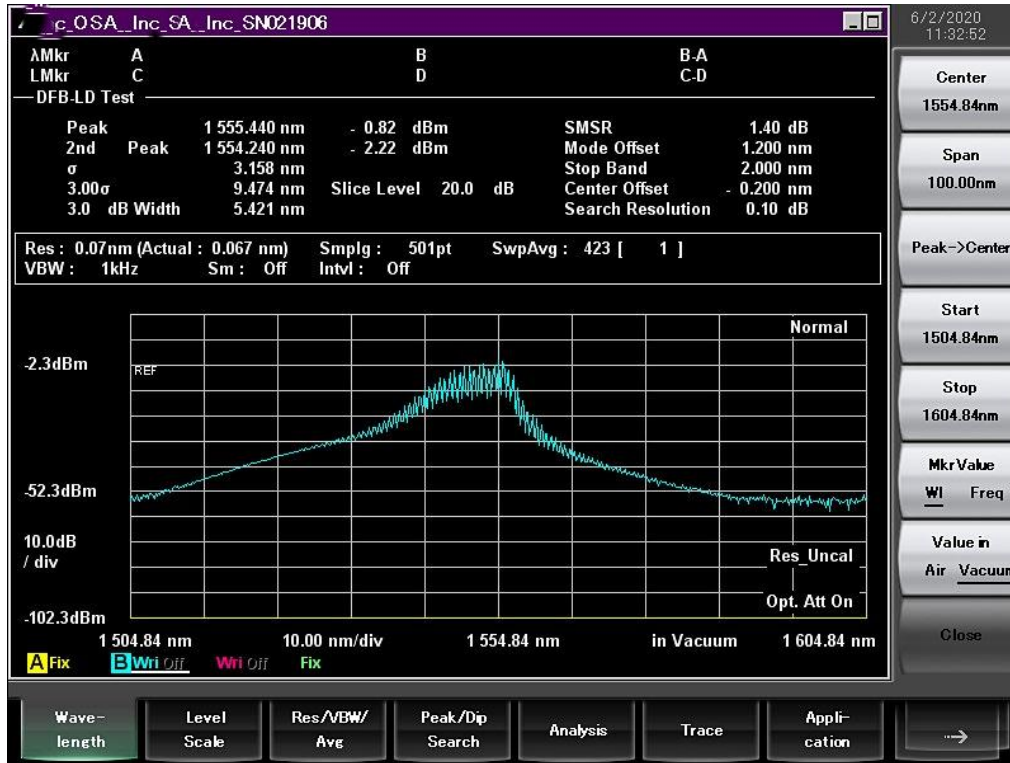 c_OSA_Inc_SA_Inc_SN021906
6/2/2020
11:32:52
λMkr A B B-A
LMkr C D C-D
DFB-LD Test
Peak 1 555.440 nm - 0.82 dBm SMSR 1.40 dB
2nd Peak 1 554.240 nm - 2.22 dBm Mode Offset 1.200 nm
σ 3.158 nm Stop Band 2.000 nm
3.00σ 9.474 nm Slice Level 20.0 dB Center Offset - 0.200 nm
3.0 dB Width 5.421 nm Search Resolution 0.10 dB
Res : 0.07nm (Actual : 0.067 nm) Smplg : 501pt SwpAvg : 423 [ 1 ]
VBW : 1kHz Sm : Off Intvl : Off
Normal
-2.3dBm
REF
-52.3dBm
10.0dB
/ div
Res_Uncal
Opt. Att On
-102.3dBm
1 504.84 nm 10.00 nm/div 1 554.84 nm in Vacuum 1 604.84 nm
A Fix B Wri Off Wri Off Fix
Center
1554.84nm
Span
100.00nm
Peak->Center
Start
1504.84nm
Stop
1604.84nm
Mkr Value
Wl Freq
Value in
Air Vacuum
Close
Wave-
length
Level
Scale
Res/VBW/
Avg
Peak/Dip
Search
Analysis
Trace
Appli-
cation